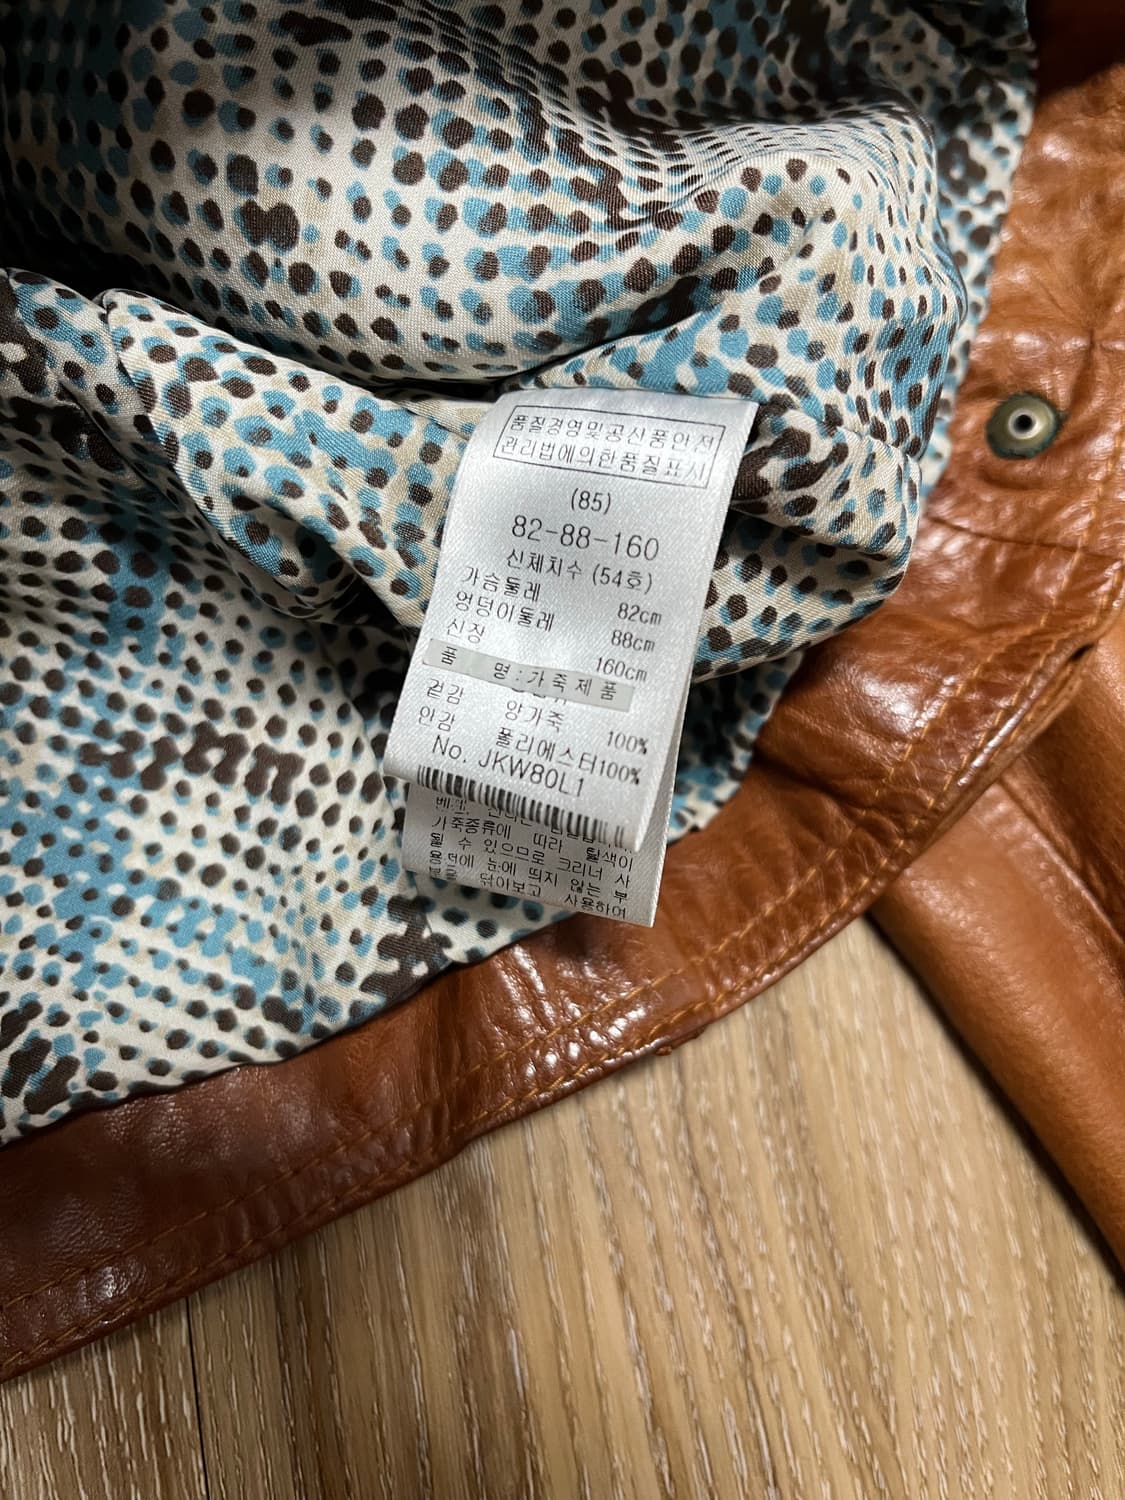 품질경영및공산품안전
관리법에의한품질표시
(85)
82-88-160
신체치수 (54호)
가슴둘레 82cm
엉덩이둘레 88cm
신장 160cm
품 명 : 가죽제품
겉감 양가죽 100%
안감 폴리에스터100%
No. JKW80L1
가죽종류에 따라 탈색이
될 수 있으므로 크리너 사
용전에 눈에 띄지 않는 부
닦아보고 사용하여